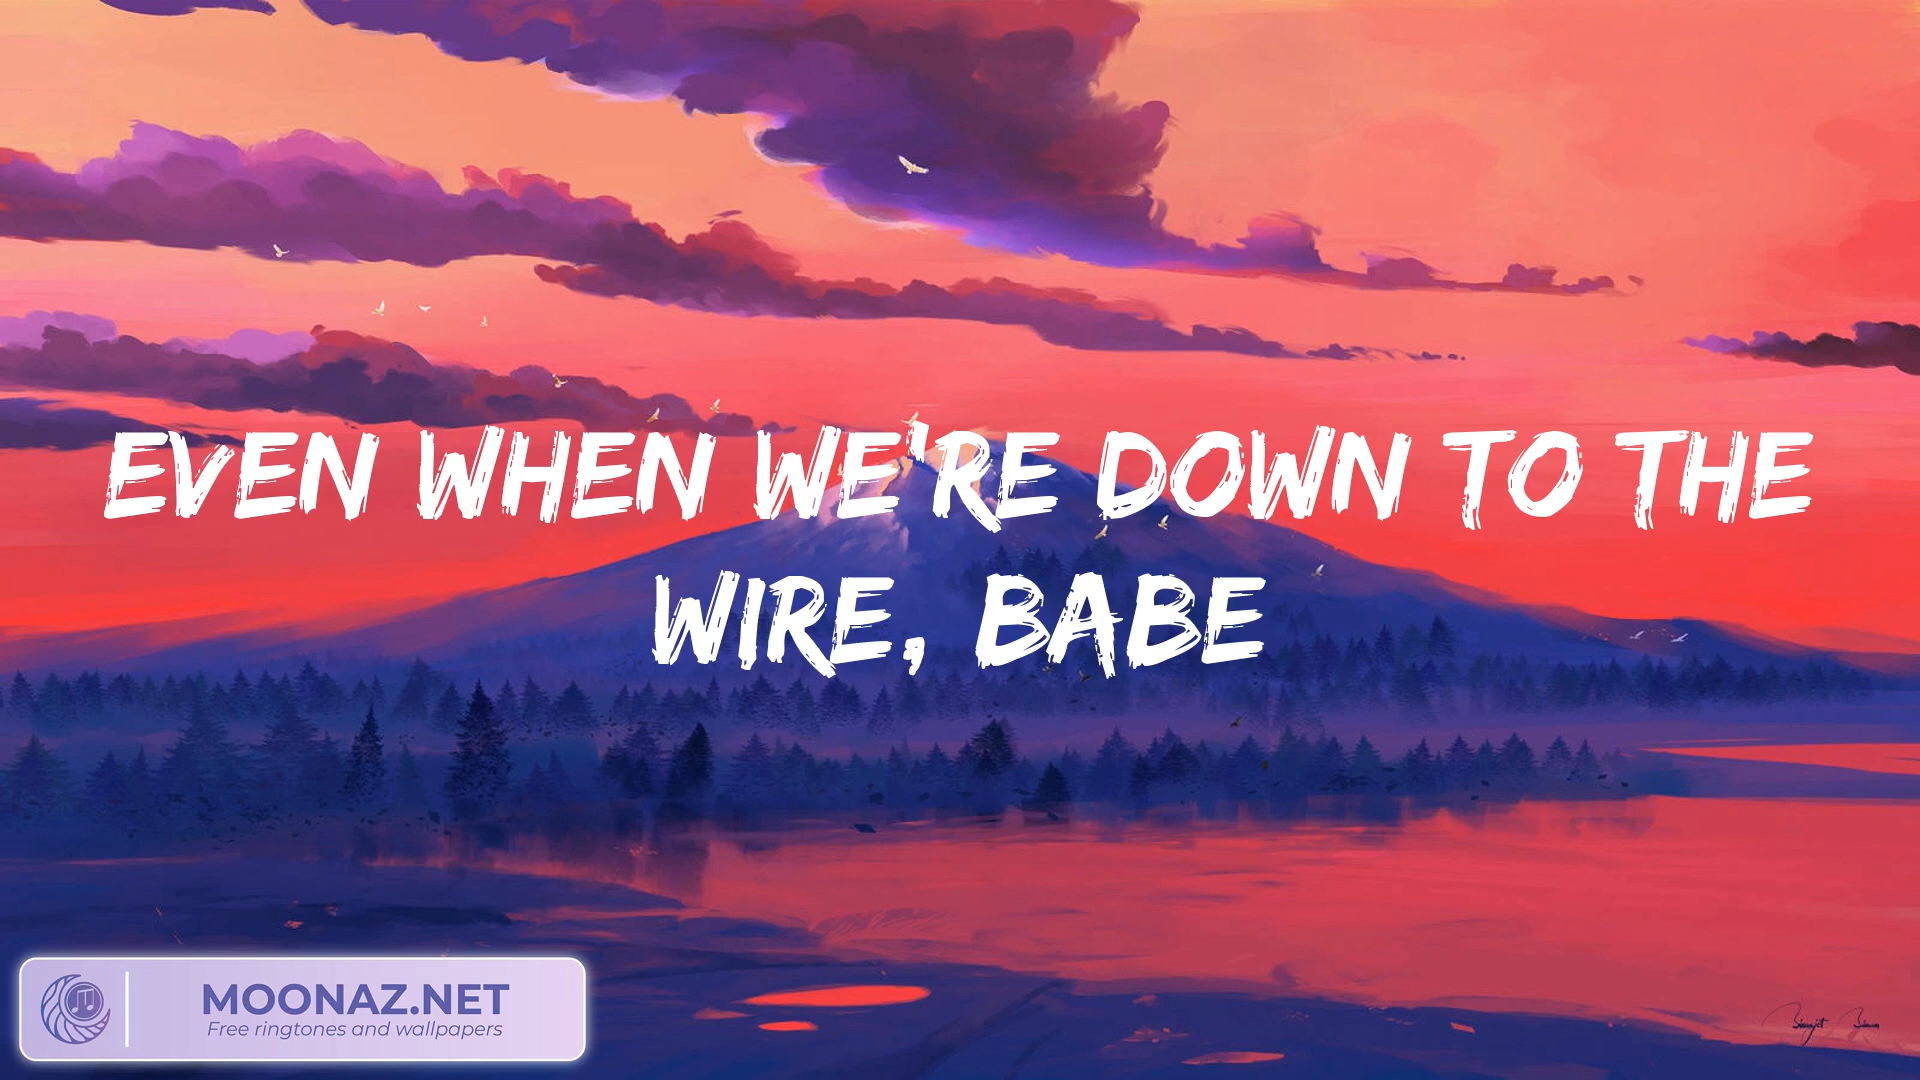 EVEN WHEN WE'RE DOWN TO THE
WIRE, BABE
MOONAZ.NET
Free ringtones and wallpapers